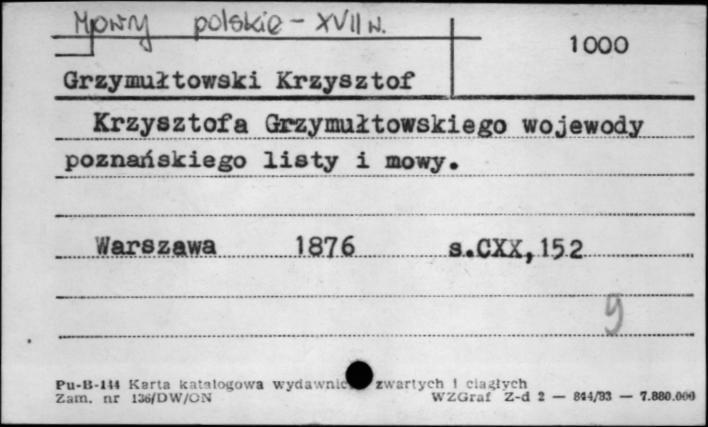 Mowy polskie - XVII w.
1000
Grzymułtowski Krzysztof
Krzysztofa Grzymułtowskiego wojewody
poznańskiego listy i mowy.
Warszawa 1876 s.CXX,152
9
Pu-B-144 Karta katalogowa zwartych i ciągłych
Zam. nr 136/DW/ON WZGraf Z-d 2 — 844/83 — 7.880.000